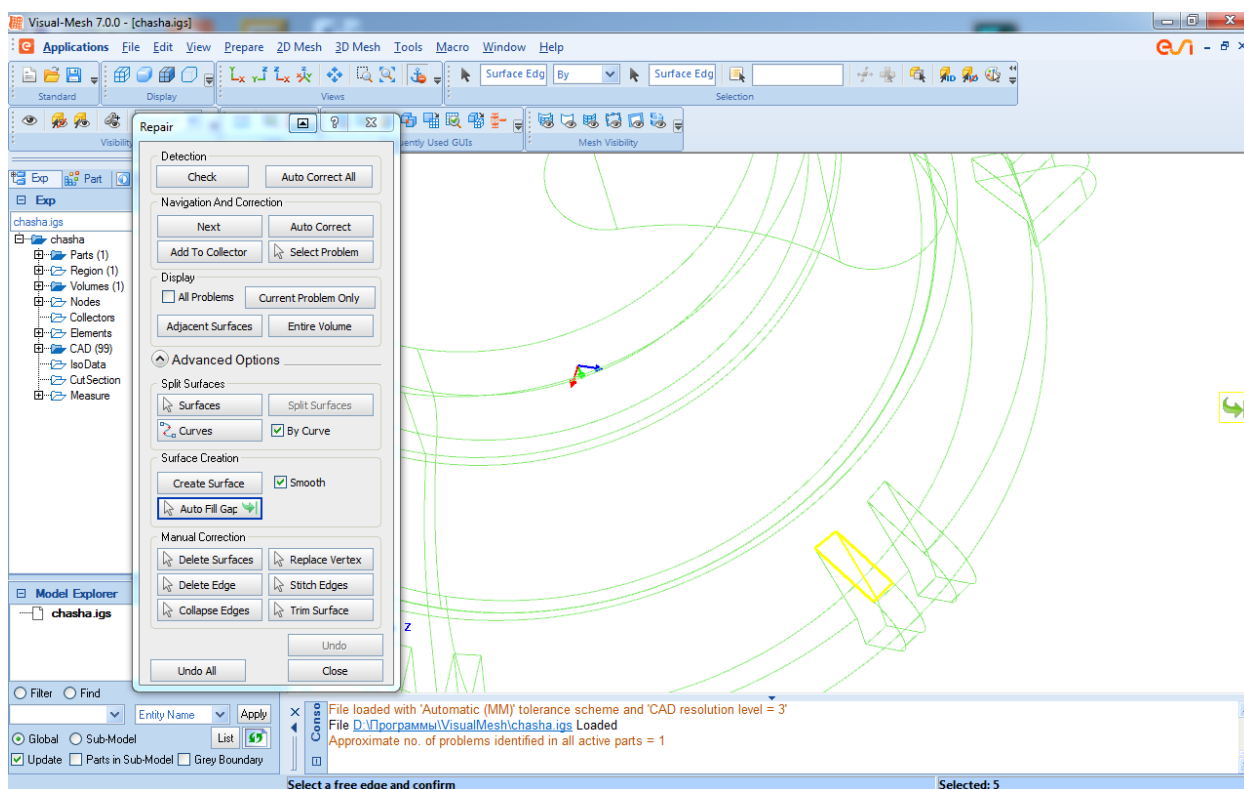 Visual-Mesh 7.0.0 - [chasha.igs]
Applications File Edit View Prepare 2D Mesh 3D Mesh Tools Macro Window Help
esi
Surface Edg By Surface Edg
Standard Display Views Selection
Repair
Visibility
ently Used GUIs Mesh Visibility
Detection
Check Auto Correct All
Navigation And Correction
Next Auto Correct
Add To Collector Select Problem
Display
All Problems Current Problem Only
Adjacent Surfaces Entire Volume
Advanced Options
Split Surfaces
Surfaces Split Surfaces
Curves By Curve
Surface Creation
Create Surface Smooth
Auto Fill Gap
Manual Correction
Delete Surfaces Replace Vertex
Delete Edge Stitch Edges
Collapse Edges Trim Surface
Undo
Undo All Close
Exp Part
Exp
chasha.igs
chasha
Parts (1)
Region (1)
Volumes (1)
Nodes
Collectors
Elements
CAD (99)
IsoData
CutSection
Measure
Model Explorer
chasha.igs
Filter Find
Entity Name Apply
Global Sub-Model List
Update Parts in Sub-Model Grey Boundary
z
Conso
File loaded with 'Automatic (MM)' tolerance scheme and 'CAD resolution level = 3'
File D:\Программы\VisualMesh\chasha.igs Loaded
Approximate no. of problems identified in all active parts = 1
Select a free edge and confirm Selected: 5